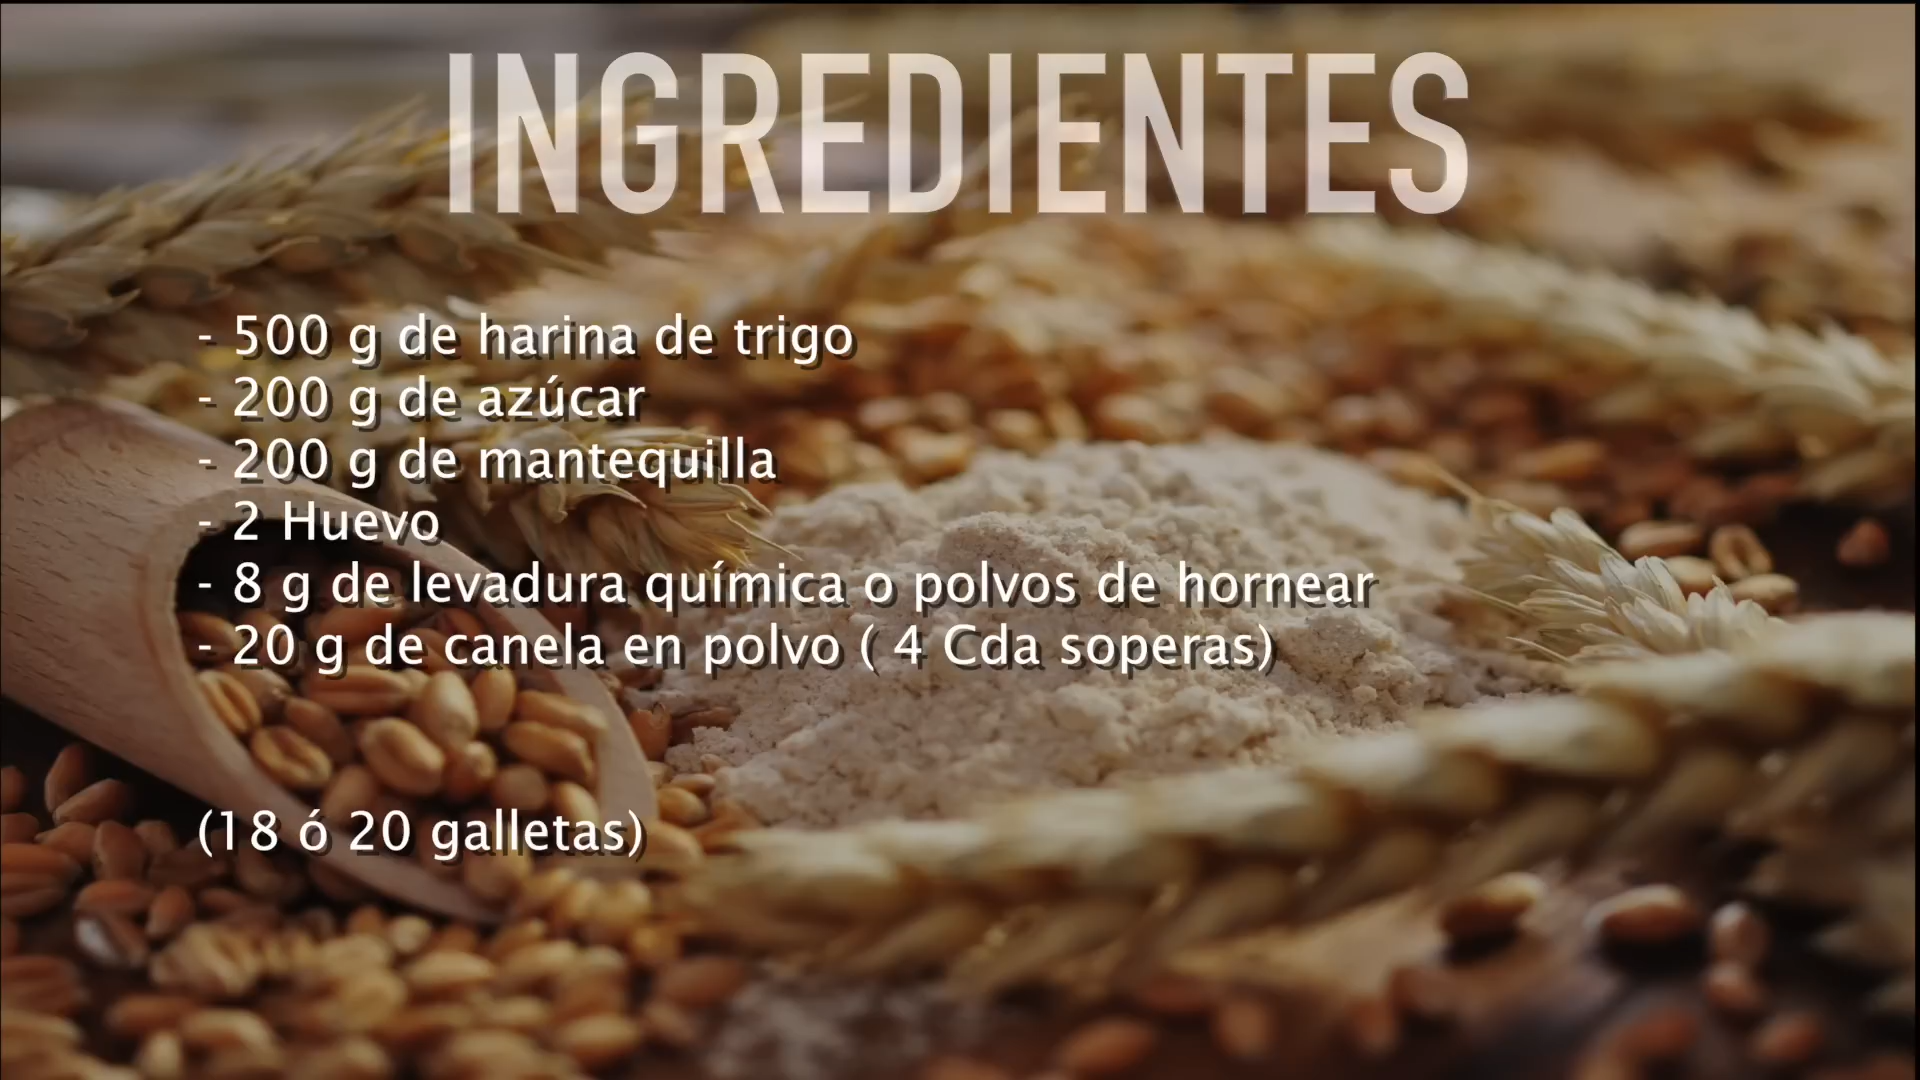 INGREDIENTES
- 500 g de harina de trigo
- 200 g de azúcar
- 200 g de mantequilla
- 2 Huevo
- 8 g de levadura química o polvos de hornear
- 20 g de canela en polvo ( 4 Cda soperas)
(18 ó 20 galletas)